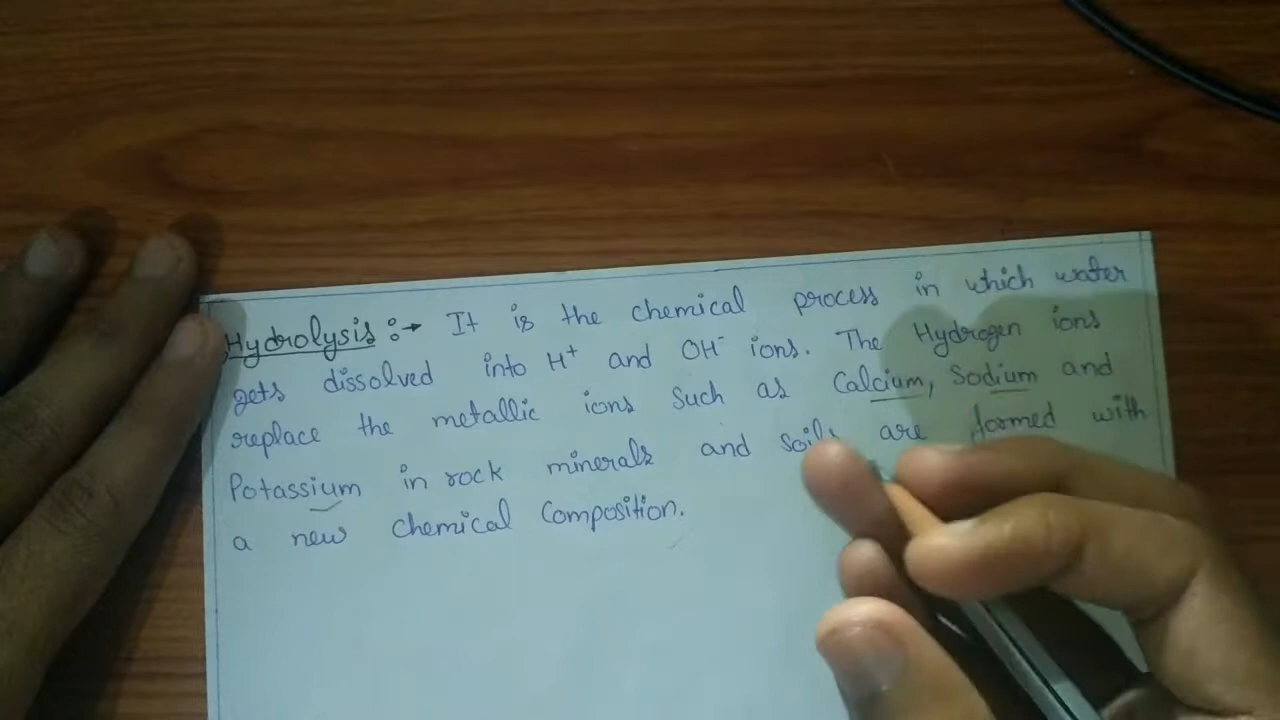 Hydrolysis :→ It is the chemical process in which water
gets dissolved into H⁺ and OH⁻ ions. The Hydrogen ions
replace the metallic ions such as Calcium, Sodium and
Potassium in rock minerals and soils are formed with
a new chemical composition.